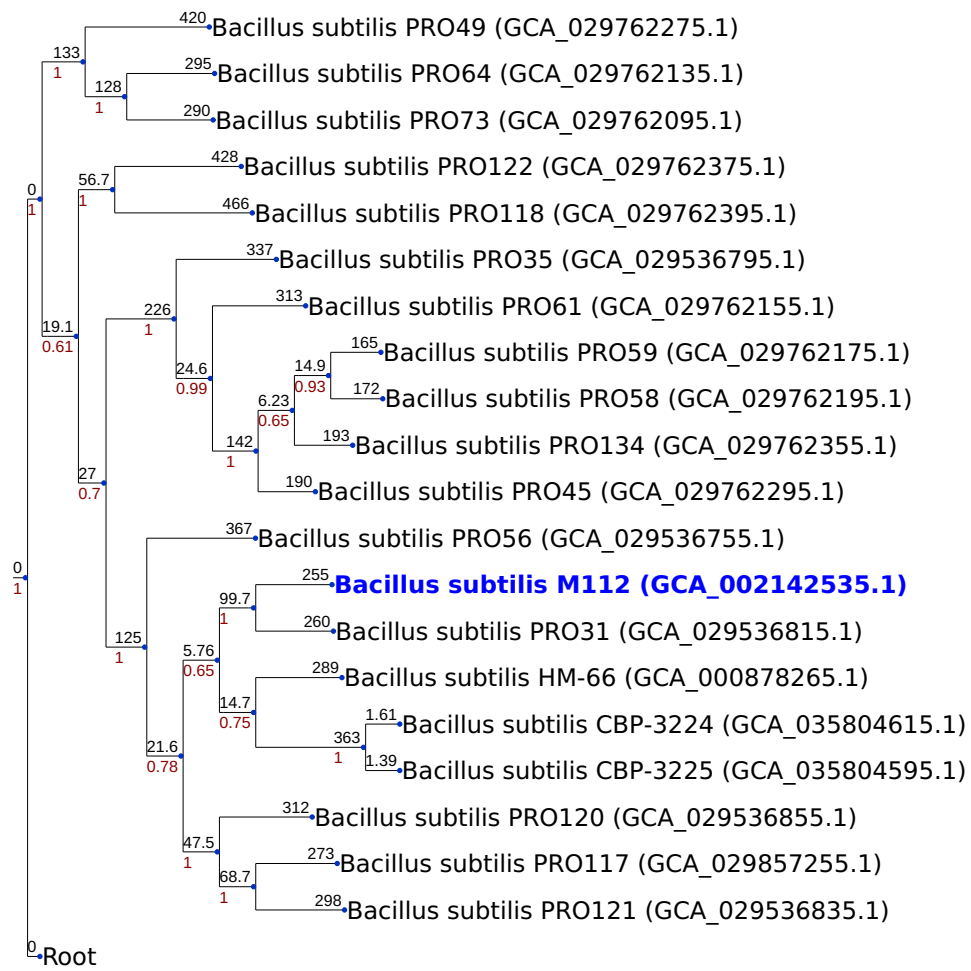 420 Bacillus subtilis PRO49 (GCA_029762275.1)
133
1
295 Bacillus subtilis PRO64 (GCA_029762135.1)
128
1
290 Bacillus subtilis PRO73 (GCA_029762095.1)
428 Bacillus subtilis PRO122 (GCA_029762375.1)
56.7
0
1
1
466 Bacillus subtilis PRO118 (GCA_029762395.1)
337 Bacillus subtilis PRO35 (GCA_029536795.1)
313 Bacillus subtilis PRO61 (GCA_029762155.1)
226
1
19.1
0.61
165 Bacillus subtilis PRO59 (GCA_029762175.1)
24.6
0.99
14.9
0.93
172 Bacillus subtilis PRO58 (GCA_029762195.1)
6.23
0.65
193 Bacillus subtilis PRO134 (GCA_029762355.1)
142
1
27
0.7
190 Bacillus subtilis PRO45 (GCA_029762295.1)
367 Bacillus subtilis PRO56 (GCA_029536755.1)
0
1
255 Bacillus subtilis M112 (GCA_002142535.1)
99.7
1
260 Bacillus subtilis PRO31 (GCA_029536815.1)
125
1
5.76
0.65
289 Bacillus subtilis HM-66 (GCA_000878265.1)
14.7
0.75
1.61 Bacillus subtilis CBP-3224 (GCA_035804615.1)
363
1
21.6
0.78
1.39 Bacillus subtilis CBP-3225 (GCA_035804595.1)
312 Bacillus subtilis PRO120 (GCA_029536855.1)
47.5
1
273 Bacillus subtilis PRO117 (GCA_029857255.1)
68.7
1
298 Bacillus subtilis PRO121 (GCA_029536835.1)
0 Root